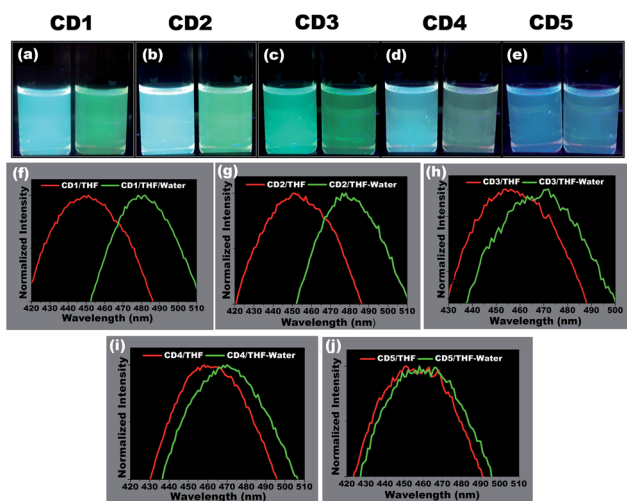 CD1 CD2 CD3 CD4 CD5
(a) (b) (c) (d) (e)
(f) CD1/THF CD1/THF/Water
Normalized Intensity
420 430 440 450 460 470 480 490 500 510
Wavelength (nm)
(g) CD2/THF CD2/THF-Water
Normalized Intensity
420 430 440 450 460 470 480 490 500 510
Wavelength (nm)
(h) CD3/THF CD3/THF-Water
Normalized Intensity
430 440 450 460 470 480 490 500
Wavelength (nm)
(i) CD4/THF CD4/THF-Water
Normalized Intensity
420 430 440 450 460 470 480 490 500 510
Wavelength (nm)
(j) CD5/THF CD5/THF-Water
Normalized Intensity
420 430 440 450 460 470 480 490 500 510
Wavelength (nm)